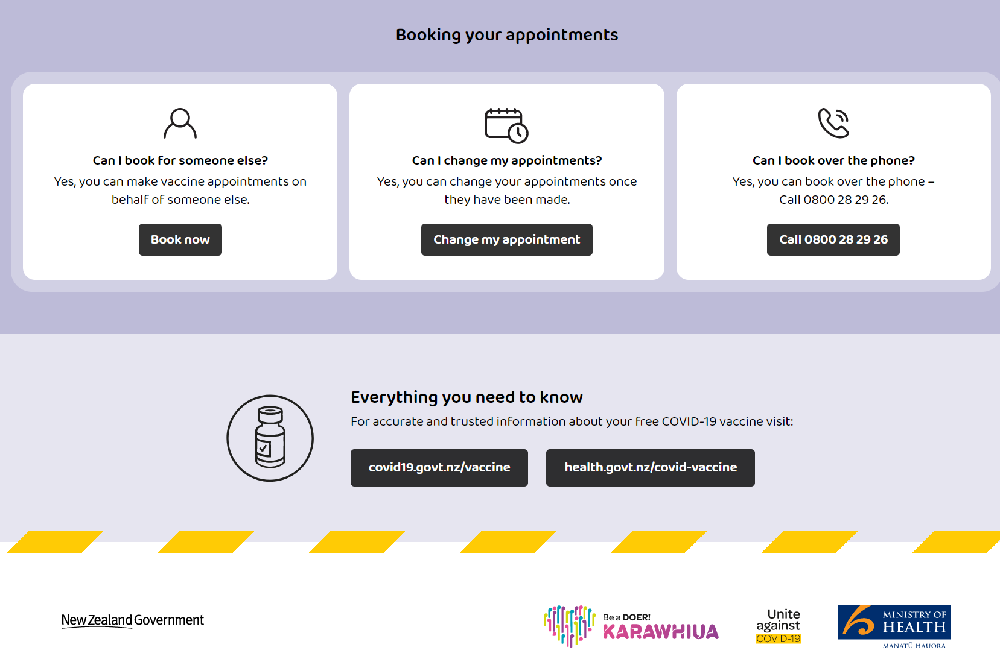 Booking your appointments
Can I book for someone else?
Yes, you can make vaccine appointments on
behalf of someone else.
Book now
Can I change my appointments?
Yes, you can change your appointments once
they have been made.
Change my appointment
Can I book over the phone?
Yes, you can book over the phone –
Call 0800 28 29 26.
Call 0800 28 29 26
Everything you need to know
For accurate and trusted information about your free COVID-19 vaccine visit:
covid19.govt.nz/vaccine
health.govt.nz/covid-vaccine
New Zealand Government
Be a DOER!
KARAWHIUA
Unite
against
COVID-19
MINISTRY OF
HEALTH
MANATŪ HAUORA